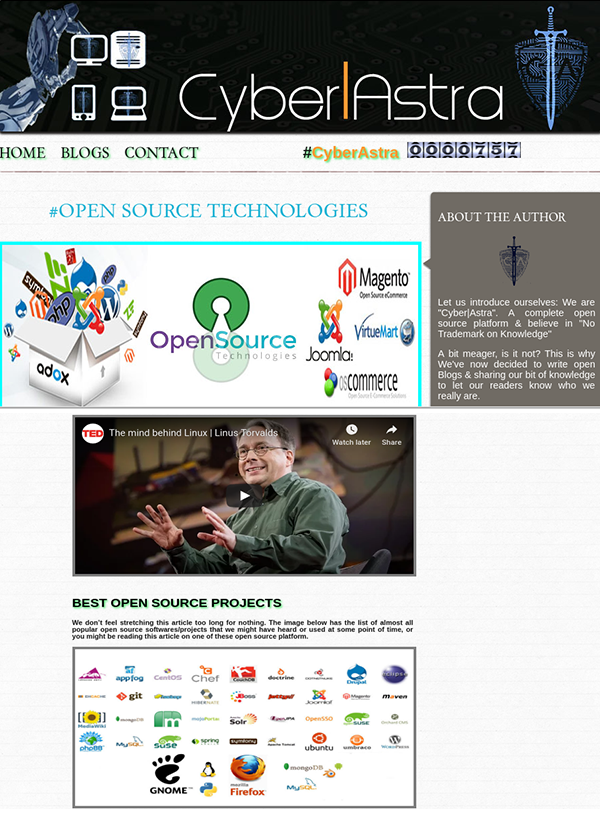 Cyber|Astra
HOME BLOGS CONTACT
#CyberAstra 0000757
#OPEN SOURCE TECHNOLOGIES
ABOUT THE AUTHOR
Let us introduce ourselves: We are
"Cyber|Astra". A complete open
source platform & believe in "No
Trademark on Knowledge"
A bit meager, is it not? This is why
We've now decided to write open
Blogs & sharing our bit of knowledge
to let our readers know who we
really are.
php
adox
OpenSource
Technologies
Magento
Open Source eCommerce
Joomla!
VirtueMart
oscommerce
Open Source E-Commerce Solutions
TED The mind behind Linux | Linus Torvalds
Watch later Share
BEST OPEN SOURCE PROJECTS
We don't feel stretching this article too long for nothing. The image below has the list of almost all
popular open source softwares/projects that we might have heard or used at some point of time, or
you might be reading this article on one of these open source platform.
appfog CentOS Chef CouchDB doctrine Drupal eclipse
git HIBERNATE JBoss Joomla! Magento maven
MediaWiki mongoDB mojoPortal Solr OpenJPA OpenSSO SUSE
phpBB MySQL SUSE spring symfony Apache Tomcat ubuntu umbraco WordPress
GNOME mozilla Firefox mongoDB
MySQL